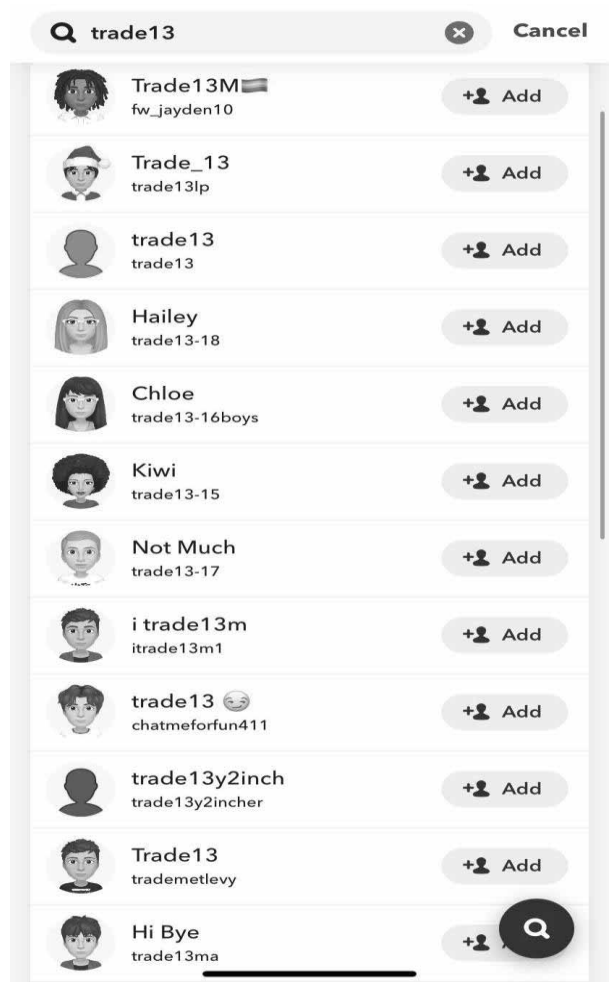 trade13
Cancel
Trade13M
fw_jayden10
Add
Trade_13
trade13lp
Add
trade13
trade13
Add
Hailey
trade13-18
Add
Chloe
trade13-16boys
Add
Kiwi
trade13-15
Add
Not Much
trade13-17
Add
i trade13m
itrade13m1
Add
trade13 😏
chatmeforfun411
Add
trade13y2inch
trade13y2incher
Add
Trade13
trademetlevy
Add
Hi Bye
trade13ma